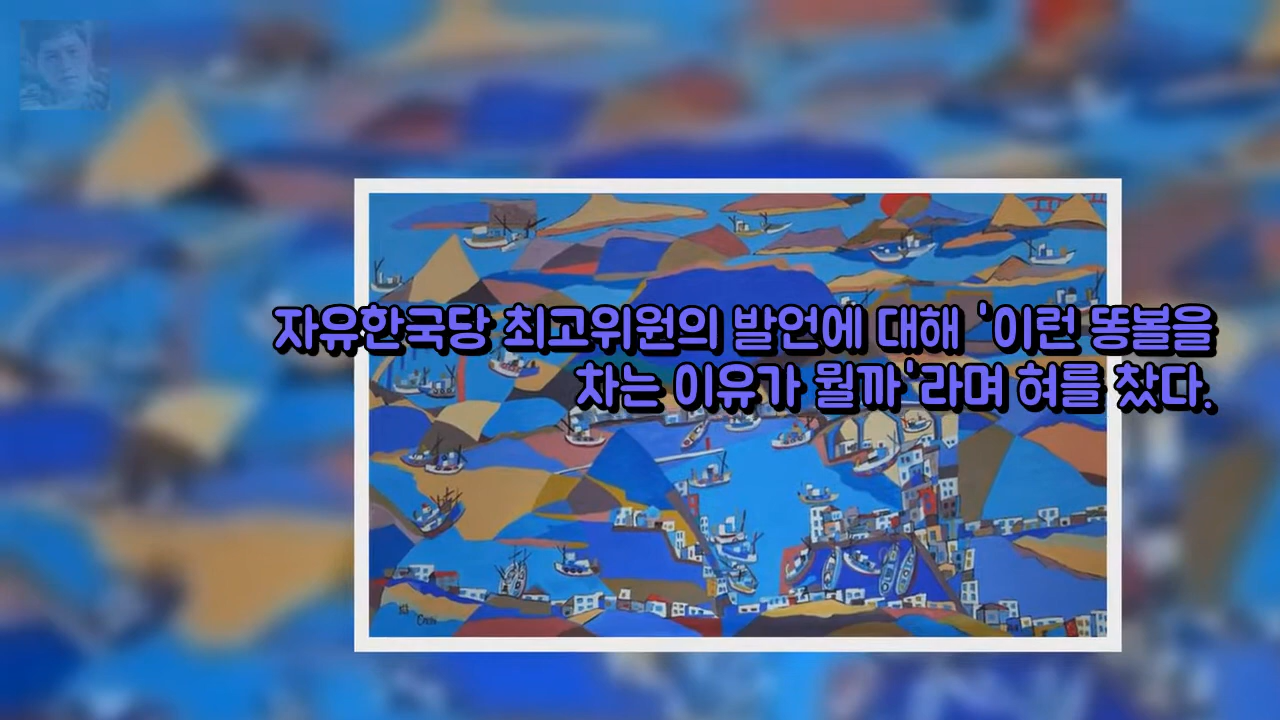 자유한국당 최고위원의 발언에 대해 '이런 똥볼을
차는 이유가 뭘까'라며 혀를 찼다.